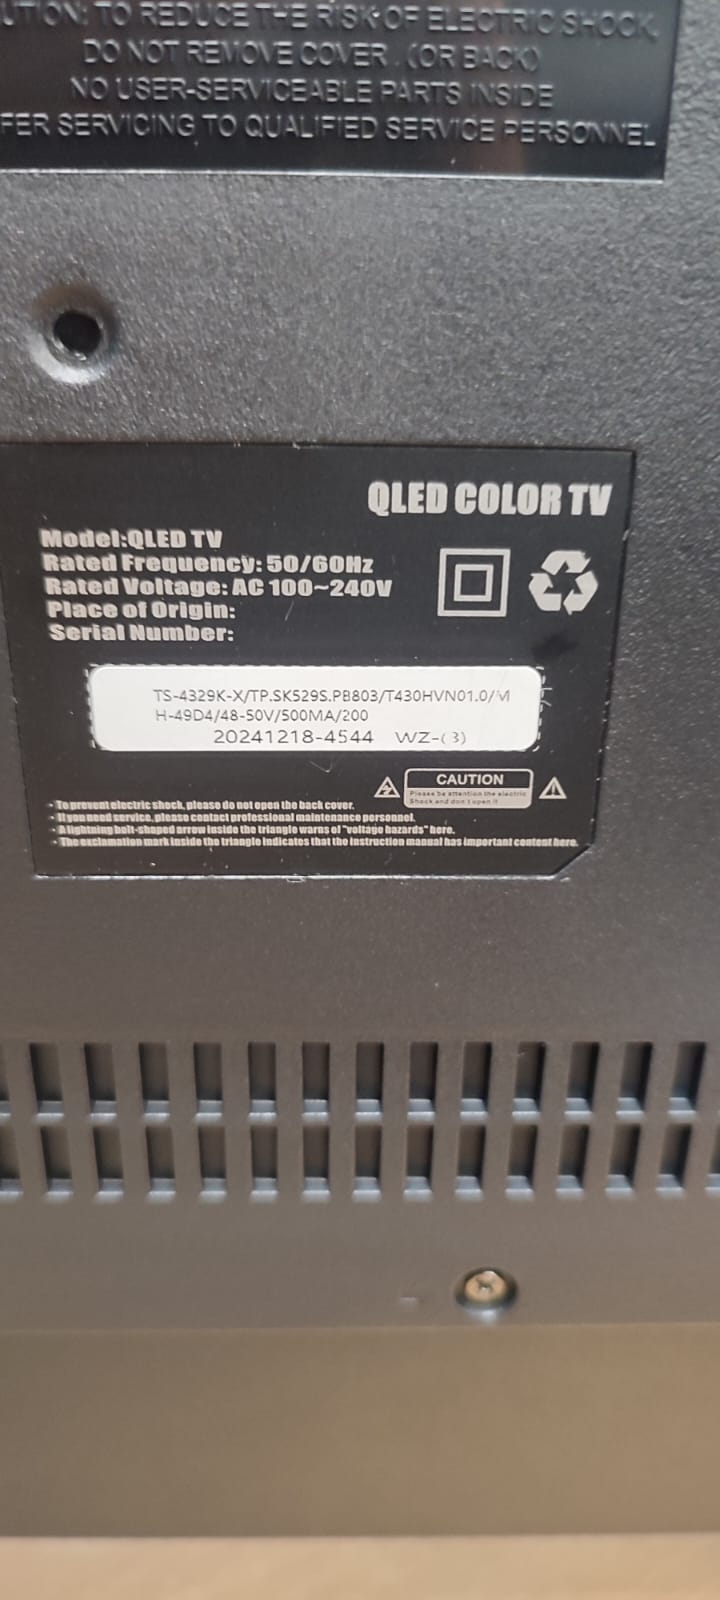 UTION: TO REDUCE THE RISK OF ELECTRIC SHOCK,
DO NOT REMOVE COVER . (OR BACK)
NO USER-SERVICEABLE PARTS INSIDE
FER SERVICING TO QUALIFIED SERVICE PERSONNEL
QLED COLOR TV
Model:QLED TV
Rated Frequency: 50/60Hz
Rated Voltage: AC 100~240V
Place of Origin:
Serial Number:
TS-4329K-X/TP.SK529S.PB803/T430HVN01.0/M
H-49D4/48-50V/500MA/200
20241218-4544 WZ-(3)
CAUTION
Please be attention the electric
Shock and don't open it
· To prevent electric shock, please do not open the back cover.
· If you need service, please contact professional maintenance personnel.
· A lightning bolt-shaped arrow inside the triangle warns of "voltage hazards" here.
· The exclamation mark inside the triangle indicates that the instruction manual has important content here.